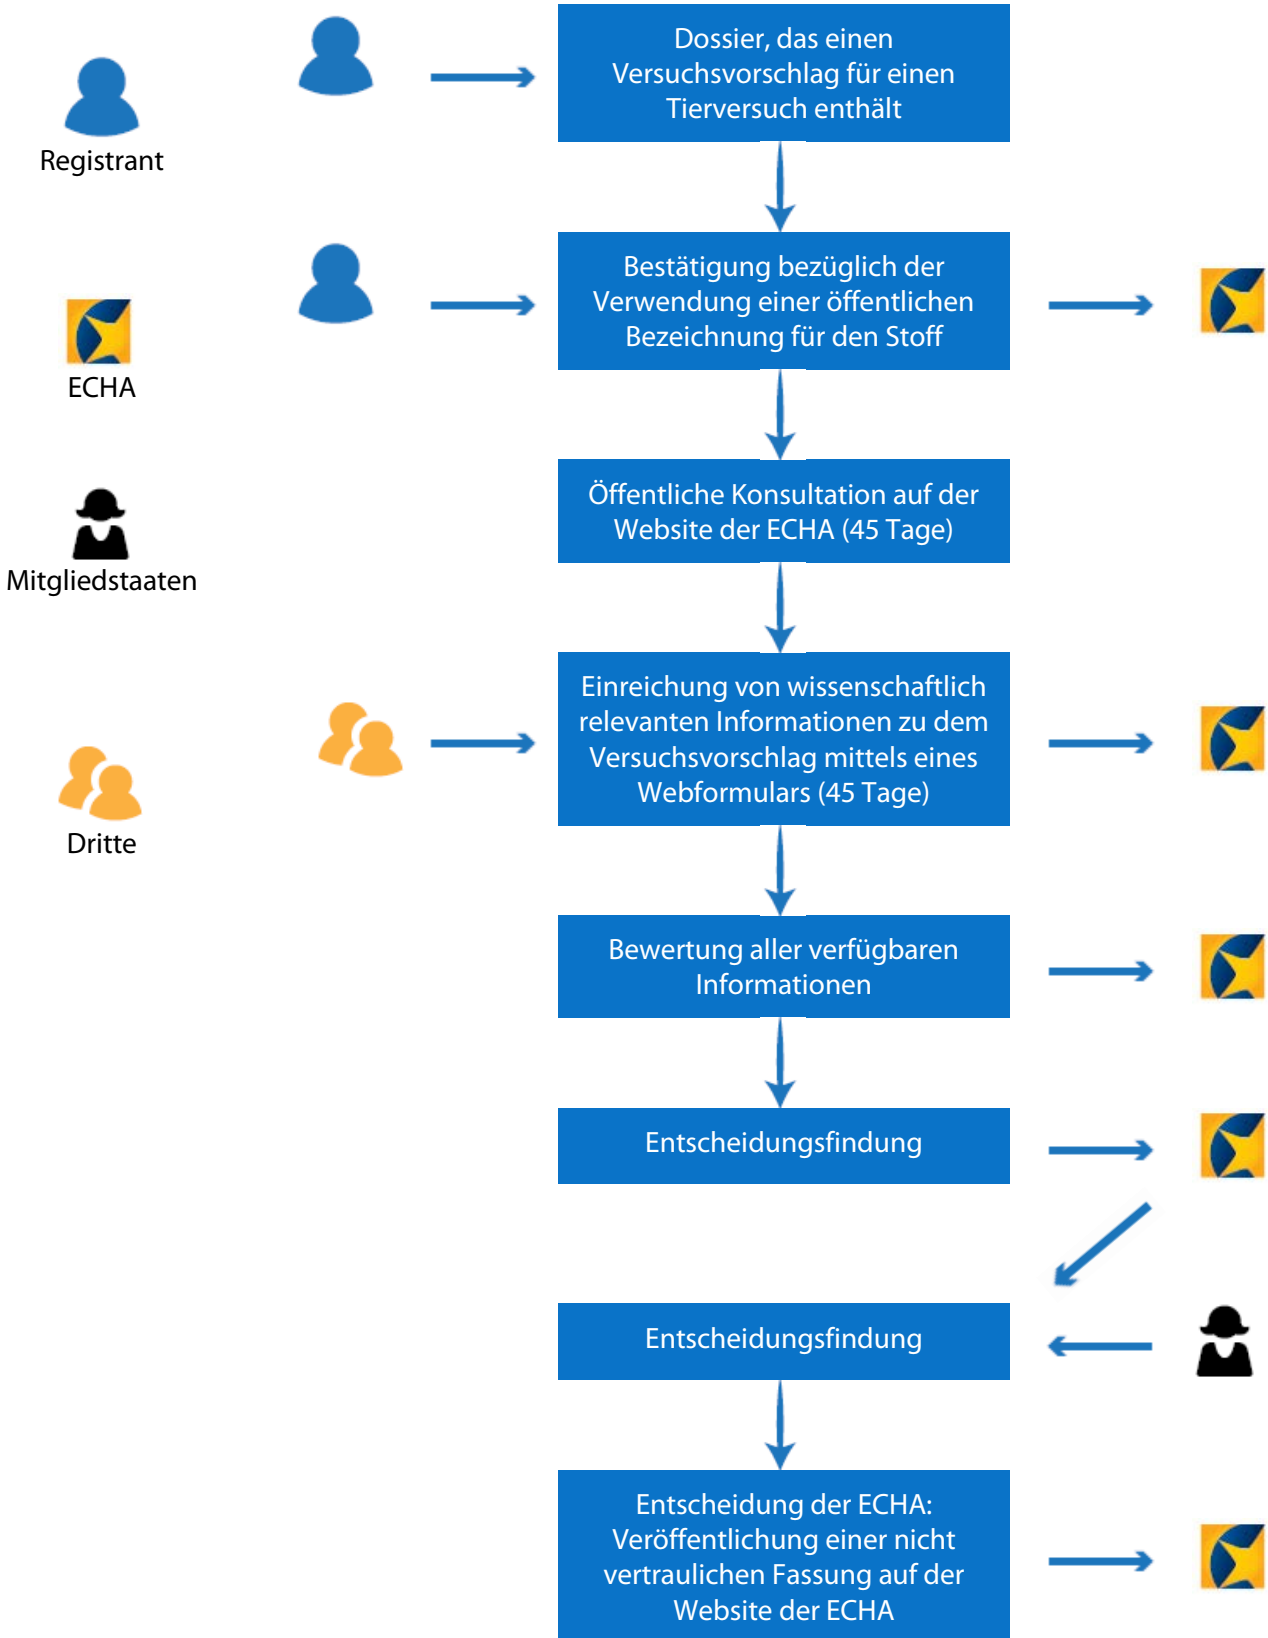 Dossier, das einen
Versuchsvorschlag für einen
Tierversuch enthält
Registrant
Bestätigung bezüglich der
Verwendung einer öffentlichen
Bezeichnung für den Stoff
ECHA
Öffentliche Konsultation auf der
Website der ECHA (45 Tage)
Mitgliedstaaten
Einreichung von wissenschaftlich
relevanten Informationen zu dem
Versuchsvorschlag mittels eines
Webformulars (45 Tage)
Dritte
Bewertung aller verfügbaren
Informationen
Entscheidungsfindung
Entscheidungsfindung
Entscheidung der ECHA:
Veröffentlichung einer nicht
vertraulichen Fassung auf der
Website der ECHA